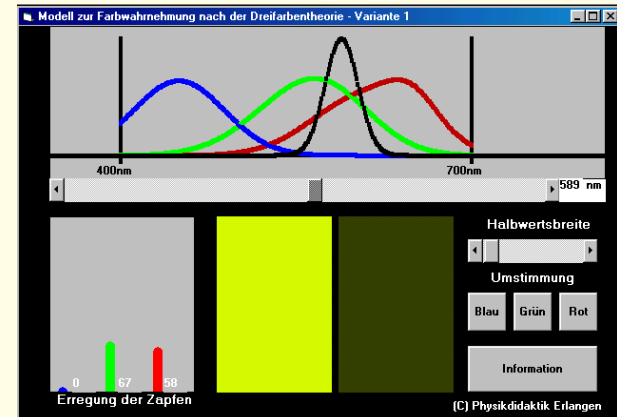 Modell zur Farbwahrnehmung nach der Dreifarbentheorie - Variante 1
400nm
700nm
589 nm
Halbwertsbreite
Umstimmung
Blau
Grün
Rot
0
67
58
Information
Erregung der Zapfen
(C) Physikdidaktik Erlangen